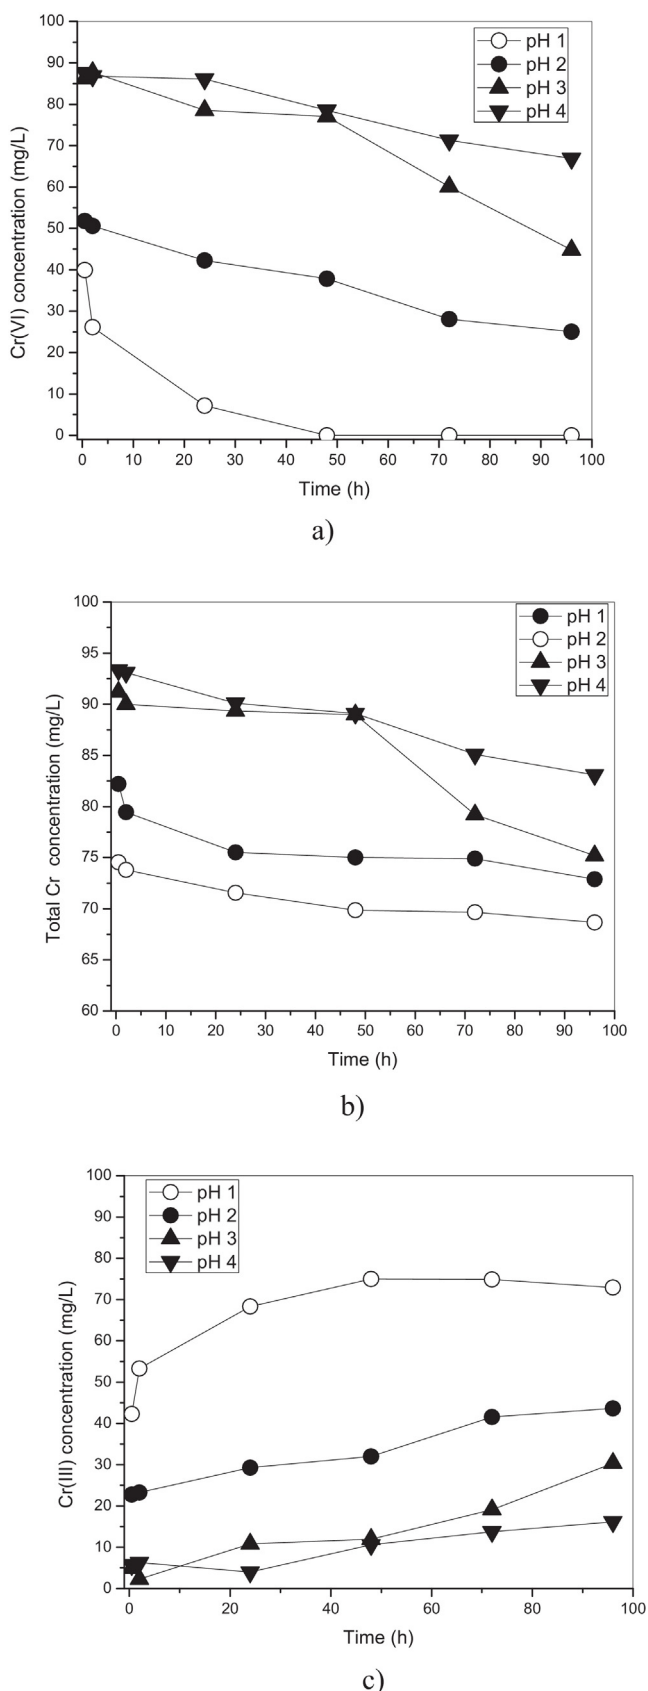 100
90
80
70
60
50
40
30
20
10
0
Cr(VI) concentration (mg/L)
pH 1
pH 2
pH 3
pH 4
0 10 20 30 40 50 60 70 80 90 100
Time (h)
a)
100
95
90
85
80
75
70
65
60
Total Cr concentration (mg/L)
pH 1
pH 2
pH 3
pH 4
0 10 20 30 40 50 60 70 80 90 100
Time (h)
b)
100
90
80
70
60
50
40
30
20
10
0
Cr(III) concentration (mg/L)
pH 1
pH 2
pH 3
pH 4
0 20 40 60 80 100
Time (h)
c)